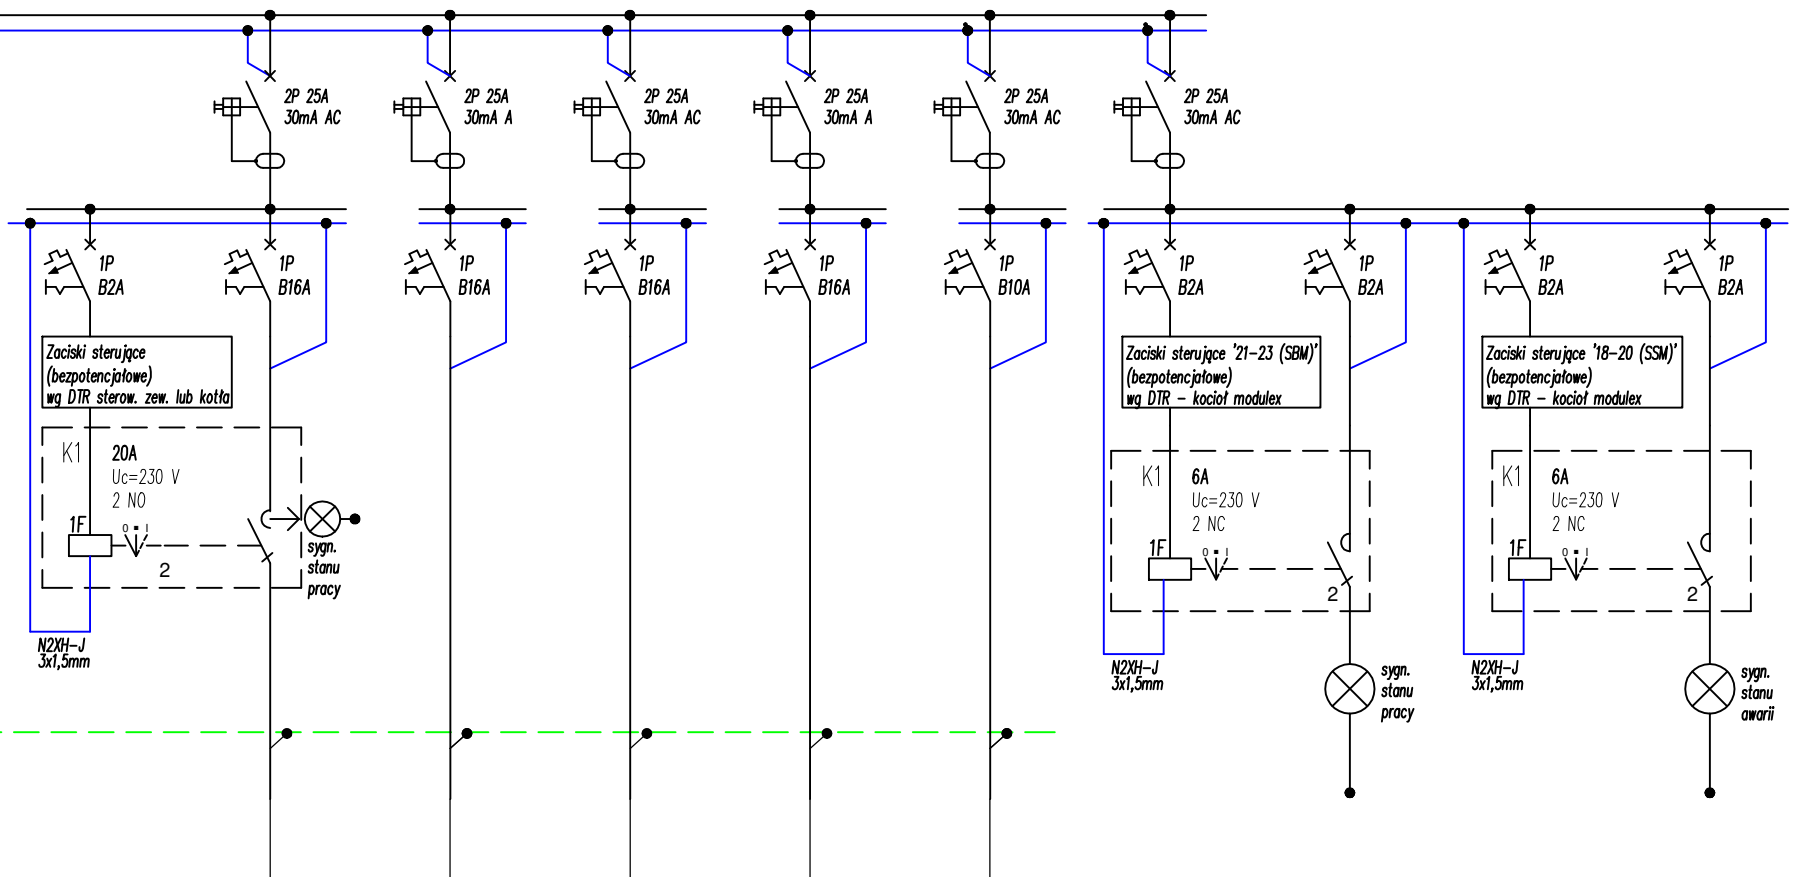 2P 25A
30mA AC
2P 25A
30mA A
2P 25A
30mA AC
2P 25A
30mA A
2P 25A
30mA AC
2P 25A
30mA AC
1P
B2A
1P
B16A
1P
B16A
1P
B16A
1P
B16A
1P
B10A
1P
B2A
1P
B2A
1P
B2A
1P
B2A
Zaciski sterujące
(bezpotencjałowe)
wg DTR sterow. zew. lub kotła
Zaciski sterujące '21-23 (SBM)'
(bezpotencjałowe)
wg DTR - kocioł modulex
Zaciski sterujące '18-20 (SSM)'
(bezpotencjałowe)
wg DTR - kocioł modulex
K1
20A
Uc=230 V
2 NO
1F
0 I
2
sygn.
stanu
pracy
N2XH-J
3x1,5mm
K1
6A
Uc=230 V
2 NC
1F
0 I
2
N2XH-J
3x1,5mm
sygn.
stanu
pracy
K1
6A
Uc=230 V
2 NC
1F
0 I
2
N2XH-J
3x1,5mm
sygn.
stanu
awarii